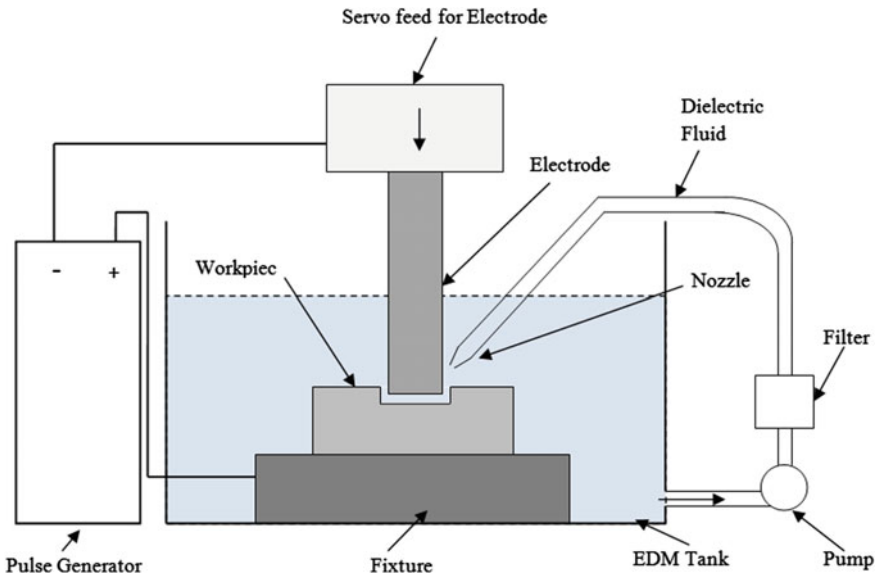 Servo feed for Electrode
Dielectric
Fluid
Electrode
Workpiec
- +
Nozzle
Filter
Pulse Generator
Fixture
EDM Tank
Pump